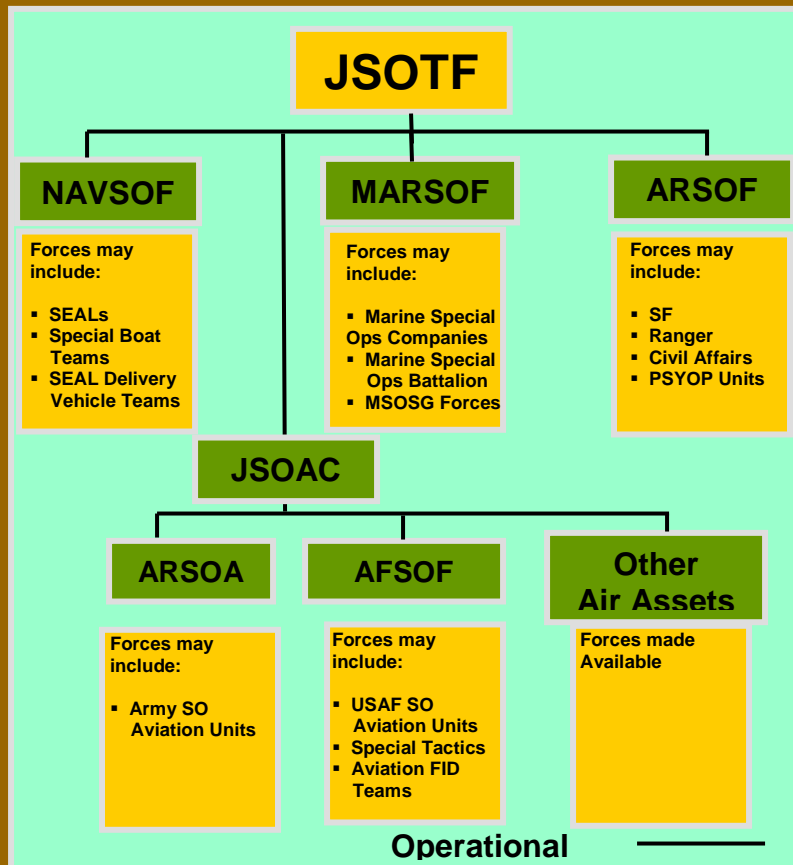 JSOTF
NAVSOF
Forces may
include:
▪ SEALs
▪ Special Boat
Teams
▪ SEAL Delivery
Vehicle Teams
MARSOF
Forces may
include:
▪ Marine Special
Ops Companies
▪ Marine Special
Ops Battalion
▪ MSOSG Forces
ARSOF
Forces may
include:
▪ SF
▪ Ranger
▪ Civil Affairs
▪ PSYOP Units
JSOAC
ARSOA
Forces may
include:
▪ Army SO
Aviation Units
AFSOF
Forces may
include:
▪ USAF SO
Aviation Units
▪ Special Tactics
▪ Aviation FID
Teams
Other
Air Assets
Forces made
Available
Operational